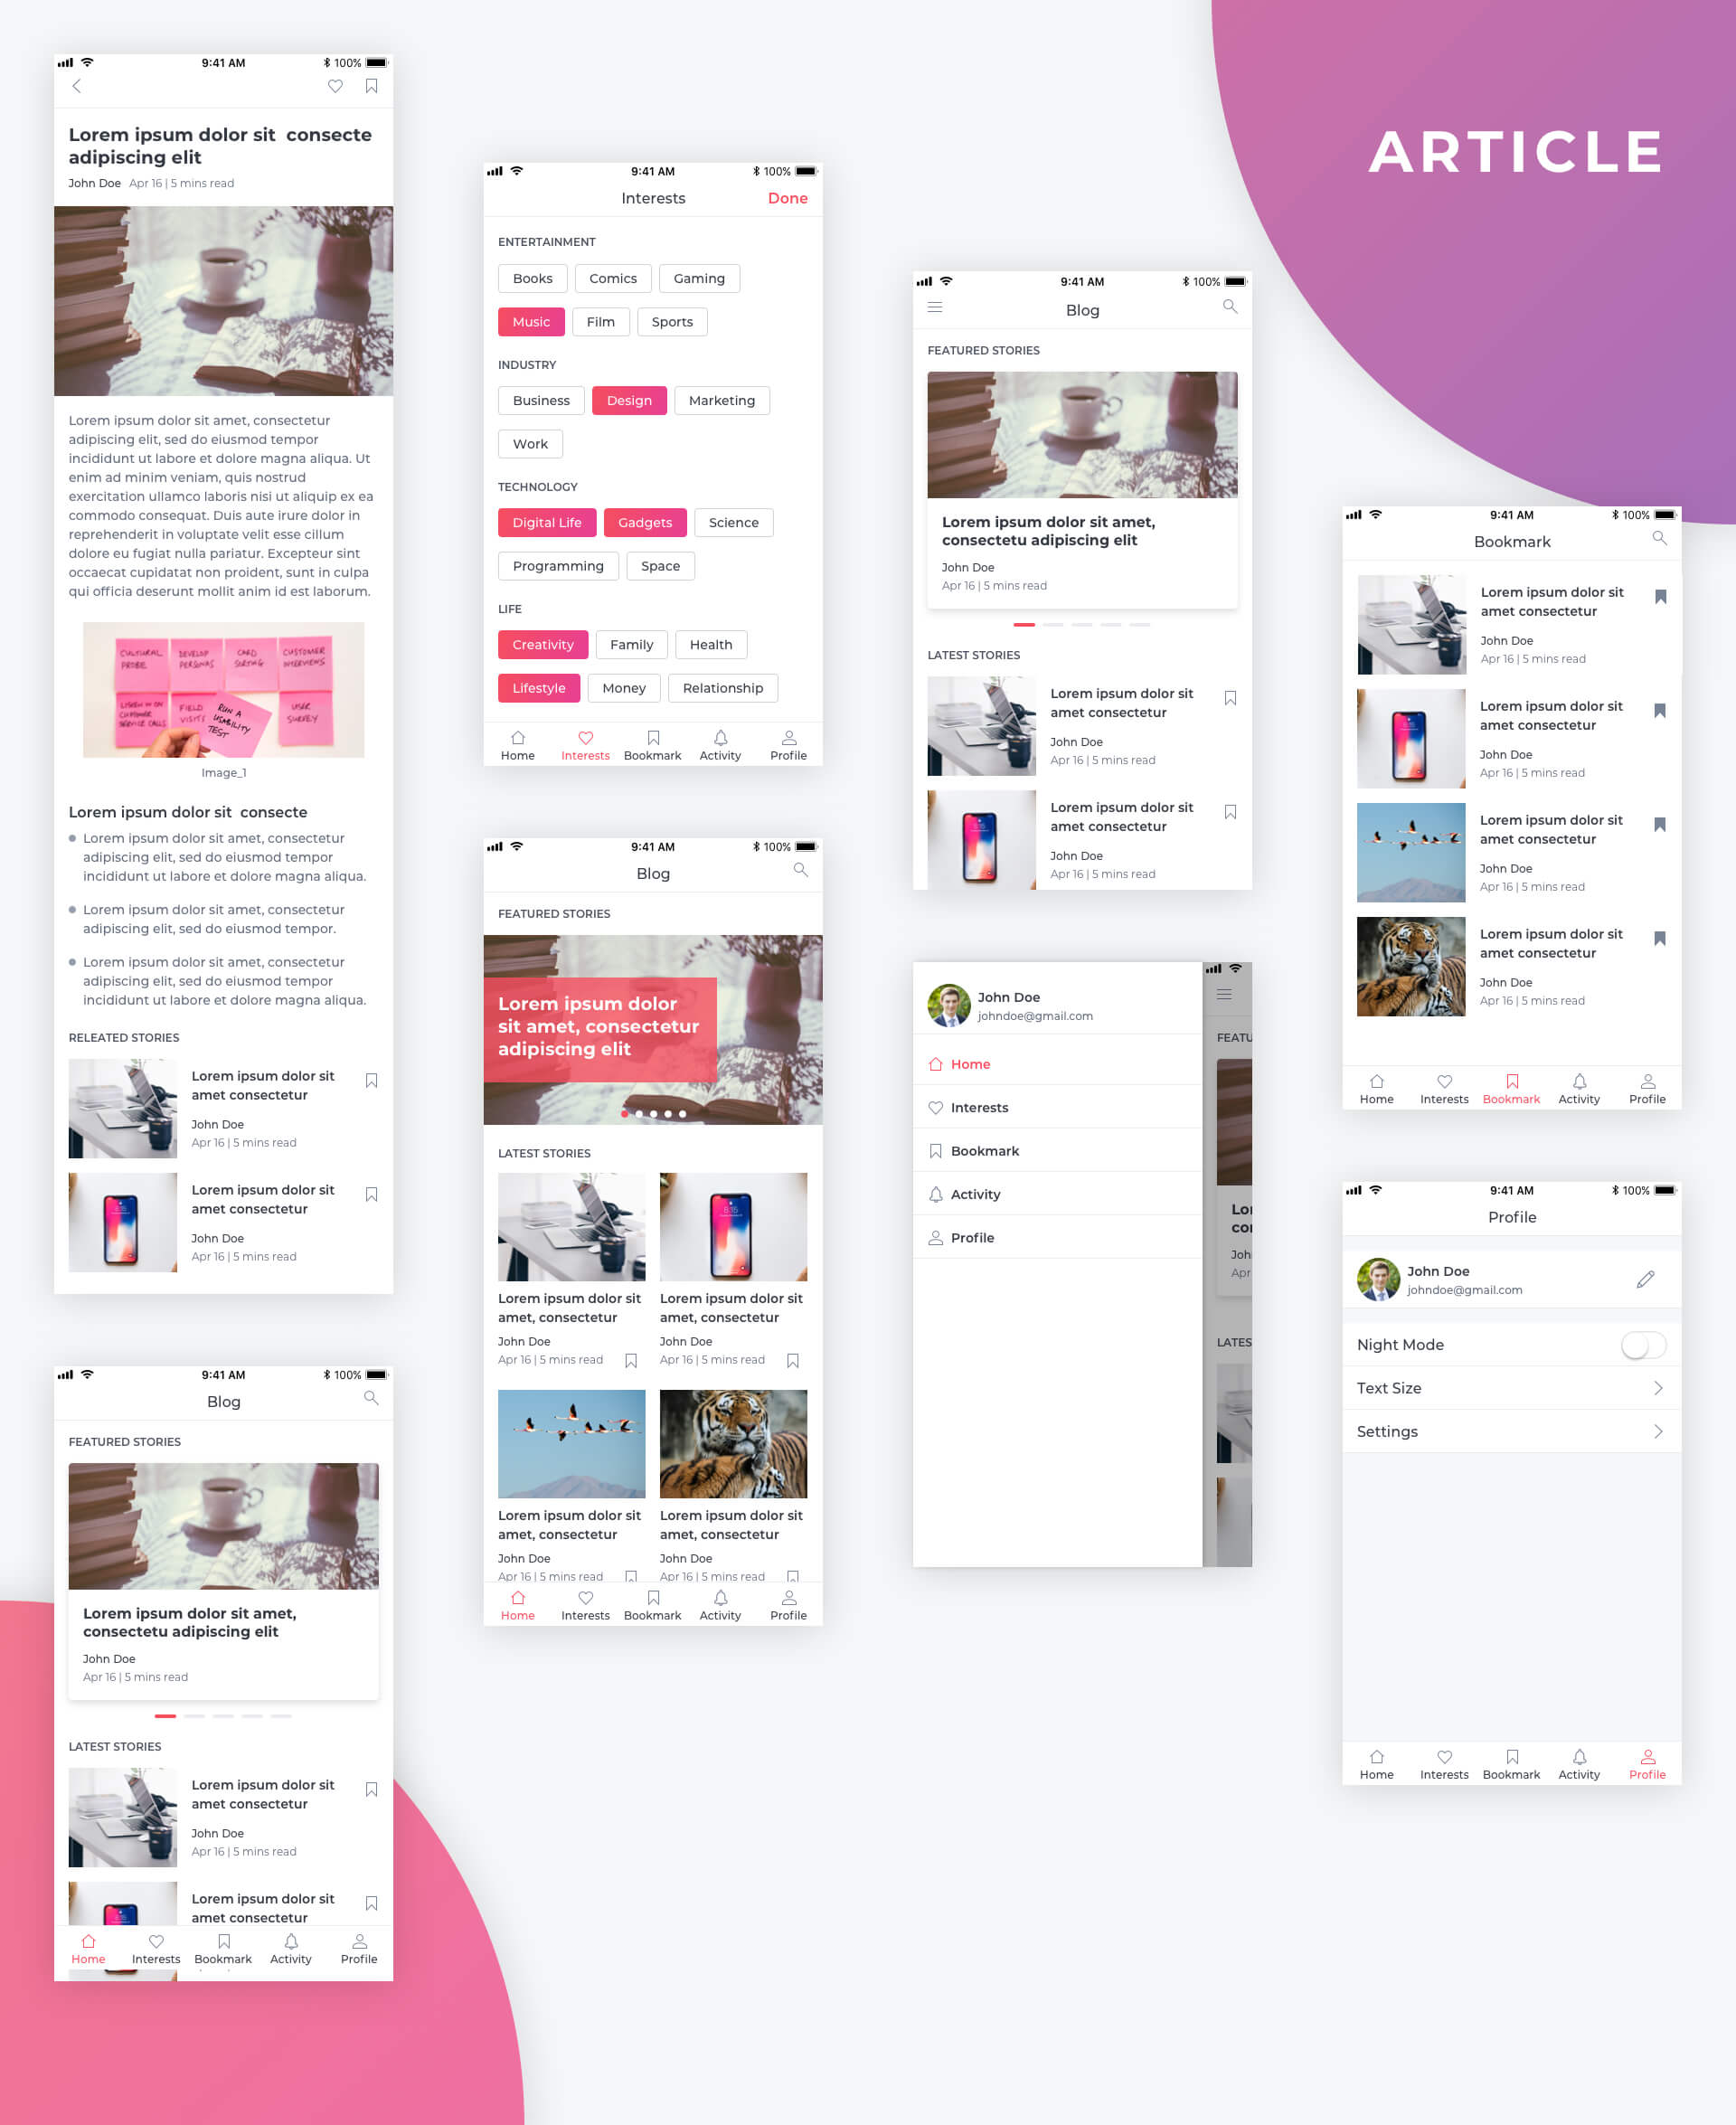 ARTICLE
9:41 AM 100%
Lorem ipsum dolor sit consecte
adipiscing elit
John Doe Apr 16 | 5 mins read
Lorem ipsum dolor sit amet, consectetur
adipiscing elit, sed do eiusmod tempor
incididunt ut labore et dolore magna aliqua. Ut
enim ad minim veniam, quis nostrud
exercitation ullamco laboris nisi ut aliquip ex ea
commodo consequat. Duis aute irure dolor in
reprehenderit in voluptate velit esse cillum
dolore eu fugiat nulla pariatur. Excepteur sint
occaecat cupidatat non proident, sunt in culpa
qui officia deserunt mollit anim id est laborum.
CULTURAL
PROBE
DEVELOP
PERSONAS
CARD
SORTING
CUSTOMER
INTERVIEWS
LISTEN IN ON
CUSTOMER
SERVICE CALLS
FIELD
VISITS
RUN A
USABILITY
TEST
USER
SURVEY
Image_1
Lorem ipsum dolor sit consecte
Lorem ipsum dolor sit amet, consectetur
adipiscing elit, sed do eiusmod tempor
incididunt ut labore et dolore magna aliqua.
Lorem ipsum dolor sit amet, consectetur
adipiscing elit, sed do eiusmod tempor.
Lorem ipsum dolor sit amet, consectetur
adipiscing elit, sed do eiusmod tempor
incididunt ut labore et dolore magna aliqua.
RELEATED STORIES
Lorem ipsum dolor sit
amet consectetur
John Doe
Apr 16 | 5 mins read
Lorem ipsum dolor sit
amet consectetur
John Doe
Apr 16 | 5 mins read
9:41 AM 100%
Blog
FEATURED STORIES
Lorem ipsum dolor sit amet,
consectetu adipiscing elit
John Doe
Apr 16 | 5 mins read
LATEST STORIES
Lorem ipsum dolor sit
amet consectetur
John Doe
Apr 16 | 5 mins read
Lorem ipsum dolor sit
amet consectetur
Home Interests Bookmark Activity Profile
9:41 AM 100%
Interests Done
ENTERTAINMENT
Books Comics Gaming
Music Film Sports
INDUSTRY
Business Design Marketing
Work
TECHNOLOGY
Digital Life Gadgets Science
Programming Space
LIFE
Creativity Family Health
Lifestyle Money Relationship
Home Interests Bookmark Activity Profile
9:41 AM 100%
Blog
FEATURED STORIES
Lorem ipsum dolor
sit amet, consectetur
adipiscing elit
LATEST STORIES
8:15
Lorem ipsum dolor sit
amet, consectetur
John Doe
Apr 16 | 5 mins read
Lorem ipsum dolor sit
amet, consectetur
John Doe
Apr 16 | 5 mins read
Lorem ipsum dolor sit
amet, consectetur
John Doe
Apr 16 | 5 mins read
Lorem ipsum dolor sit
amet, consectetur
John Doe
Apr 16 | 5 mins read
Home Interests Bookmark Activity Profile
9:41 AM 100%
Blog
FEATURED STORIES
Lorem ipsum dolor sit amet,
consectetu adipiscing elit
John Doe
Apr 16 | 5 mins read
LATEST STORIES
Lorem ipsum dolor sit
amet consectetur
John Doe
Apr 16 | 5 mins read
Lorem ipsum dolor sit
amet consectetur
John Doe
Apr 16 | 5 mins read
John Doe
johndoe@gmail.com
Home
Interests
Bookmark
Activity
Profile
FEATU
Lor
con
Joh
Apr
LATES
9:41 AM 100%
Bookmark
Lorem ipsum dolor sit
amet consectetur
John Doe
Apr 16 | 5 mins read
Lorem ipsum dolor sit
amet consectetur
John Doe
Apr 16 | 5 mins read
Lorem ipsum dolor sit
amet consectetur
John Doe
Apr 16 | 5 mins read
Lorem ipsum dolor sit
amet consectetur
John Doe
Apr 16 | 5 mins read
Home Interests Bookmark Activity Profile
9:41 AM 100%
Profile
John Doe
johndoe@gmail.com
Night Mode
Text Size
Settings
Home Interests Bookmark Activity Profile